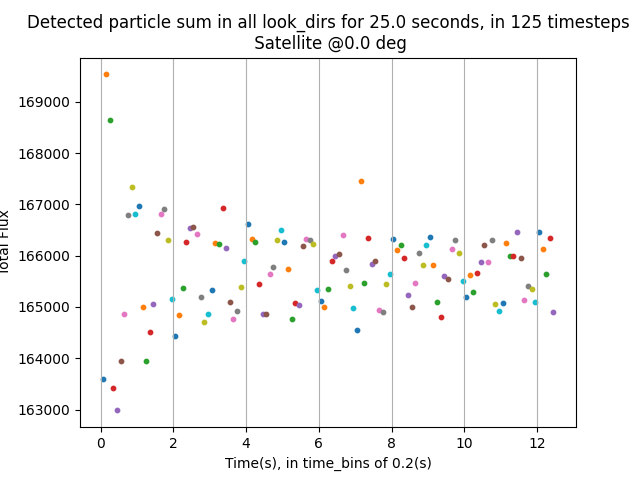 Detected particle sum in all look_dirs for 25.0 seconds, in 125 timesteps
Satellite @0.0 deg
169000
168000
167000
166000
165000
164000
163000
Flux
0 2 4 6 8 10 12
Time(s), in time_bins of 0.2(s)